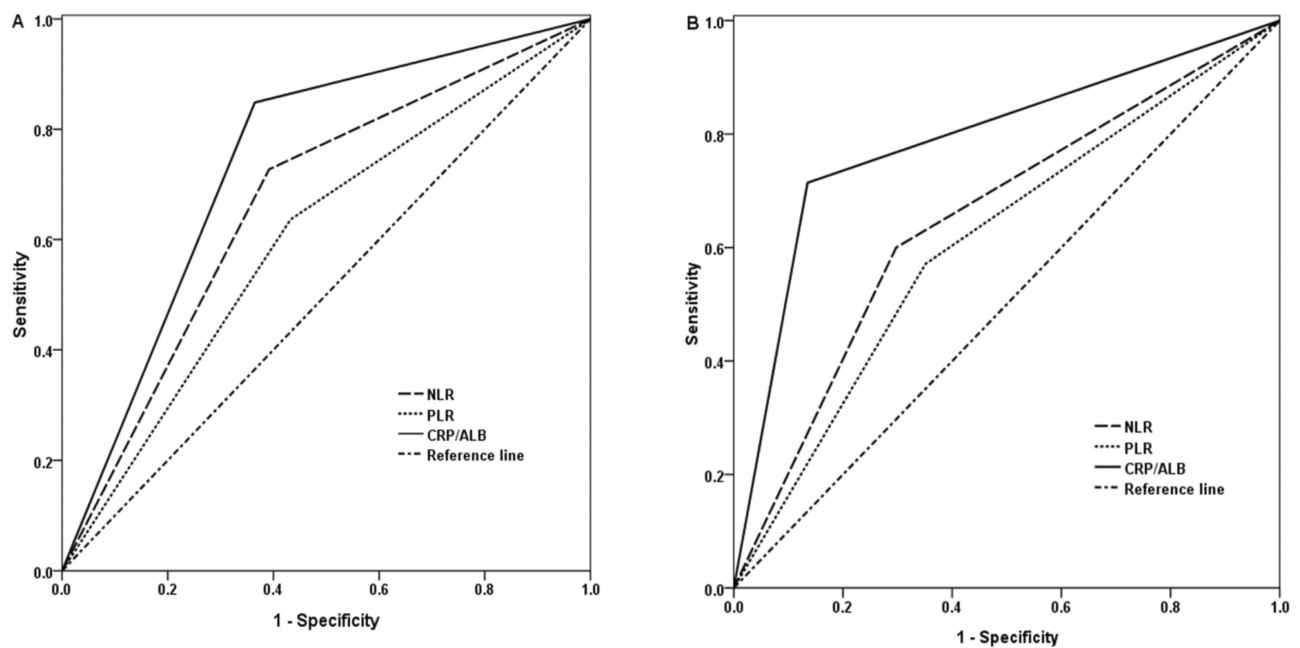 A
1.0
0.8
0.6
0.4
0.2
0.0
Sensitivity
NLR
PLR
CRP/ALB
Reference line
0.0 0.2 0.4 0.6 0.8 1.0
1 - Specificity
B
1.0
0.8
0.6
0.4
0.2
0.0
Sensitivity
NLR
PLR
CRP/ALB
Reference line
0.0 0.2 0.4 0.6 0.8 1.0
1 - Specificity